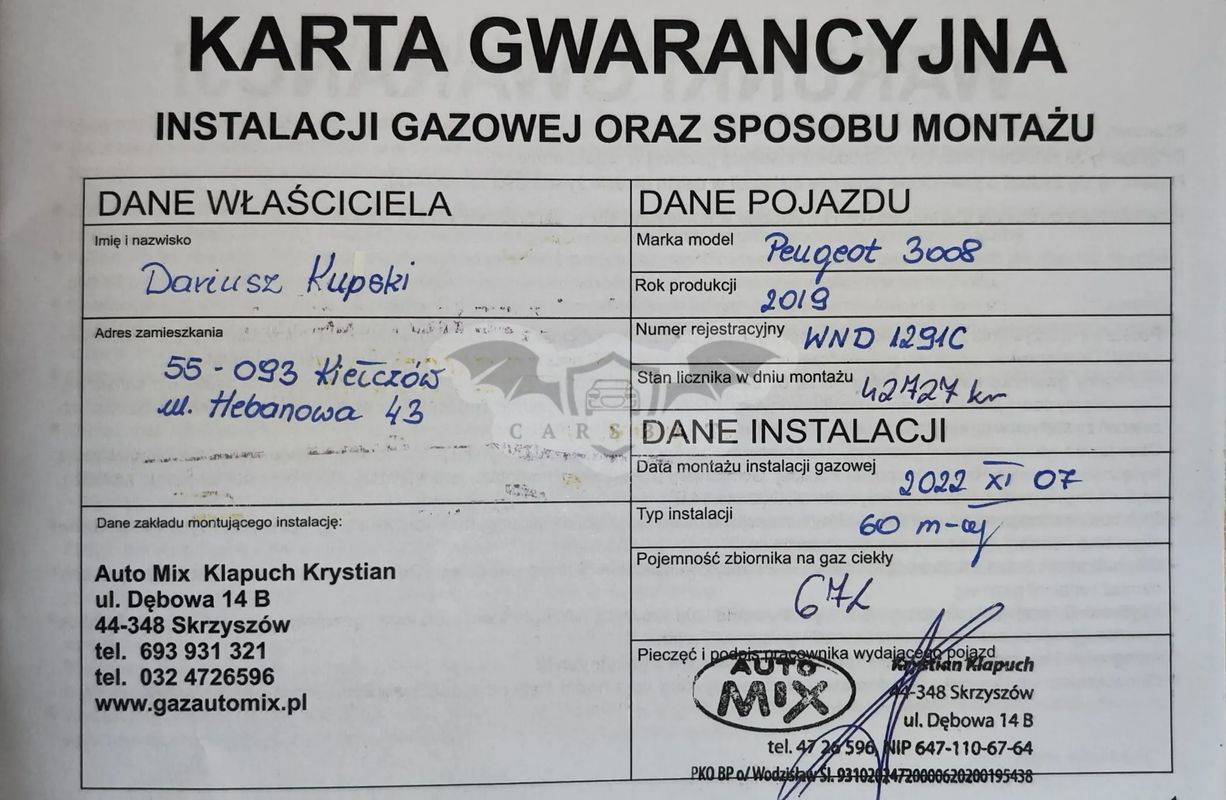 KARTA GWARANCYJNA
INSTALACJI GAZOWEJ ORAZ SPOSOBU MONTAŻU
DANE WŁAŚCICIELA
Imię i nazwisko
Dariusz Kupski
Adres zamieszkania
55-093 Kiełczów
ul. Hebanowa 43
Dane zakładu montującego instalację:
Auto Mix Klapuch Krystian
ul. Dębowa 14 B
44-348 Skrzyszów
tel. 693 931 321
tel. 032 4726596
www.gazautomix.pl
DANE POJAZDU
Marka model Peugeot 3008
Rok produkcji 2019
Numer rejestracyjny WND 1291C
Stan licznika w dniu montażu 42727 km
CARSBAT
DANE INSTALACJI
Data montażu instalacji gazowej 2022 XI 07
Typ instalacji 60 m-cy
Pojemność zbiornika na gaz ciekły
67L
Pieczęć i podpis pracownika wydającego pojazd
AUTO MIX
Krystian Klapuch
44-348 Skrzyszów
ul. Dębowa 14 B
tel. 47 26 596, NIP 647-110-67-64
PKO BP o/ Wodzisław Śl.